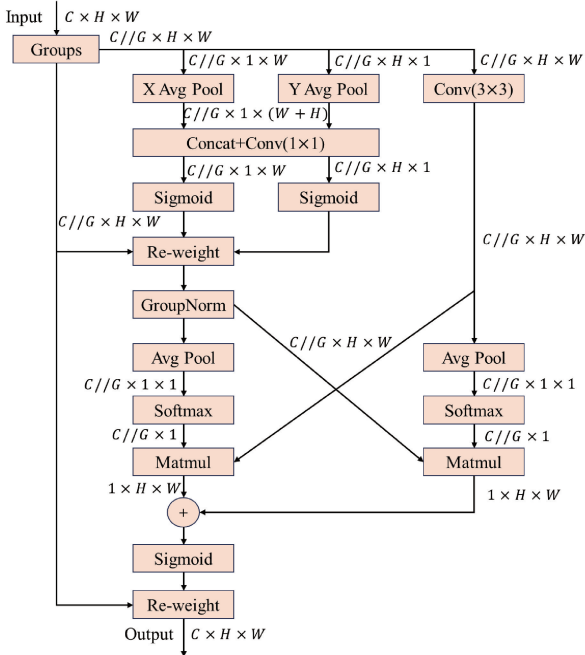 Input C × H × W
Groups
C//G × H × W
C//G × 1 × W
C//G × H × 1
C//G × H × W
X Avg Pool
Y Avg Pool
Conv(3×3)
C//G × 1 × (W + H)
Concat+Conv(1×1)
C//G × 1 × W
C//G × H × 1
Sigmoid
Sigmoid
C//G × H × W
C//G × H × W
Re-weight
GroupNorm
C//G × H × W
Avg Pool
Avg Pool
C//G × 1 × 1
C//G × 1 × 1
Softmax
Softmax
C//G × 1
C//G × 1
Matmul
Matmul
1 × H × W
1 × H × W
+
Sigmoid
Re-weight
Output C × H × W